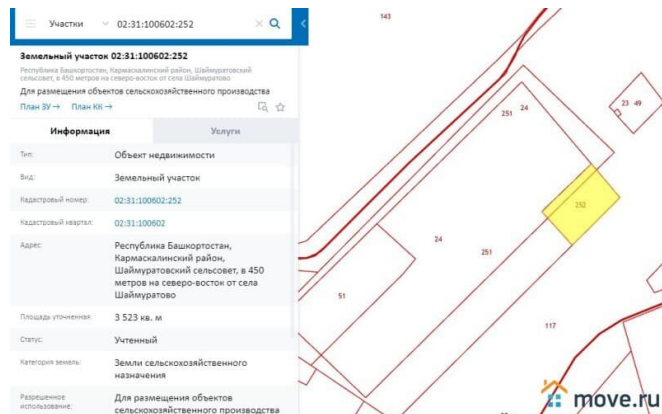 Участки 02:31:100602:252
Земельный участок 02:31:100602:252
Республика Башкортостан, Кармаскалинский район, Шаймуратовский
сельсовет, в 450 метров на северо-восток от села Шаймуратово
Для размещения объектов сельскохозяйственного производства
План ЗУ → План КК →
Информация Услуги
Тип: Объект недвижимости
Вид: Земельный участок
Кадастровый номер: 02:31:100602:252
Кадастровый квартал: 02:31:100602
Адрес: Республика Башкортостан,
Кармаскалинский район,
Шаймуратовский сельсовет, в 450
метров на северо-восток от села
Шаймуратово
Площадь уточненная: 3 523 кв. м
Статус: Учтенный
Категория земель: Земли сельскохозяйственного
назначения
Разрешенное Для размещения объектов
использование: сельскохозяйственного производства
143
251 24
23 49
252
24
251
51
117
move.ru